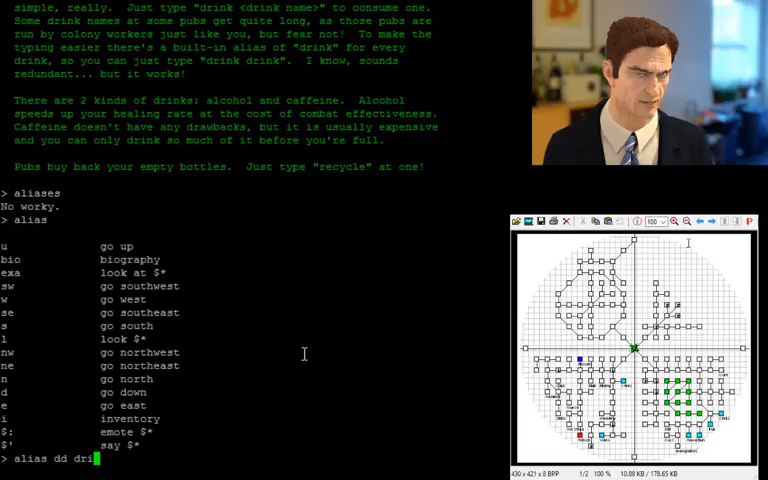 simple, really.  Just type "drink <drink name>" to consume one.
Some drink names at some pubs get quite long, as those pubs are
run by colony workers just like you, but fear not!  To make the
typing easier there's a built-in alias of "drink" for every
drink, so you can just type "drink drink".  I know, sounds
redundant... but it works!
There are 2 kinds of drinks: alcohol and caffeine.  Alcohol
speeds up your healing rate at the cost of combat effectiveness.
Caffeine doesn't have any drawbacks, but it is usually expensive
and you can only drink so much of it before you're full.
Pubs buy back your empty bottles.  Just type "recycle" at one!
> aliases
No worky.
> alias
u go up
bio biography
exa look at $*
sw go southwest
w go west
se go southeast
s go south
l look $*
nw go northwest
ne go northeast
n go north
d go down
e go east
i inventory
$: emote $*
$' say $*
> alias dd dri
100
430 x 421 x 8 BPP 1/2 100 % 10.88 KB / 178.65 KB